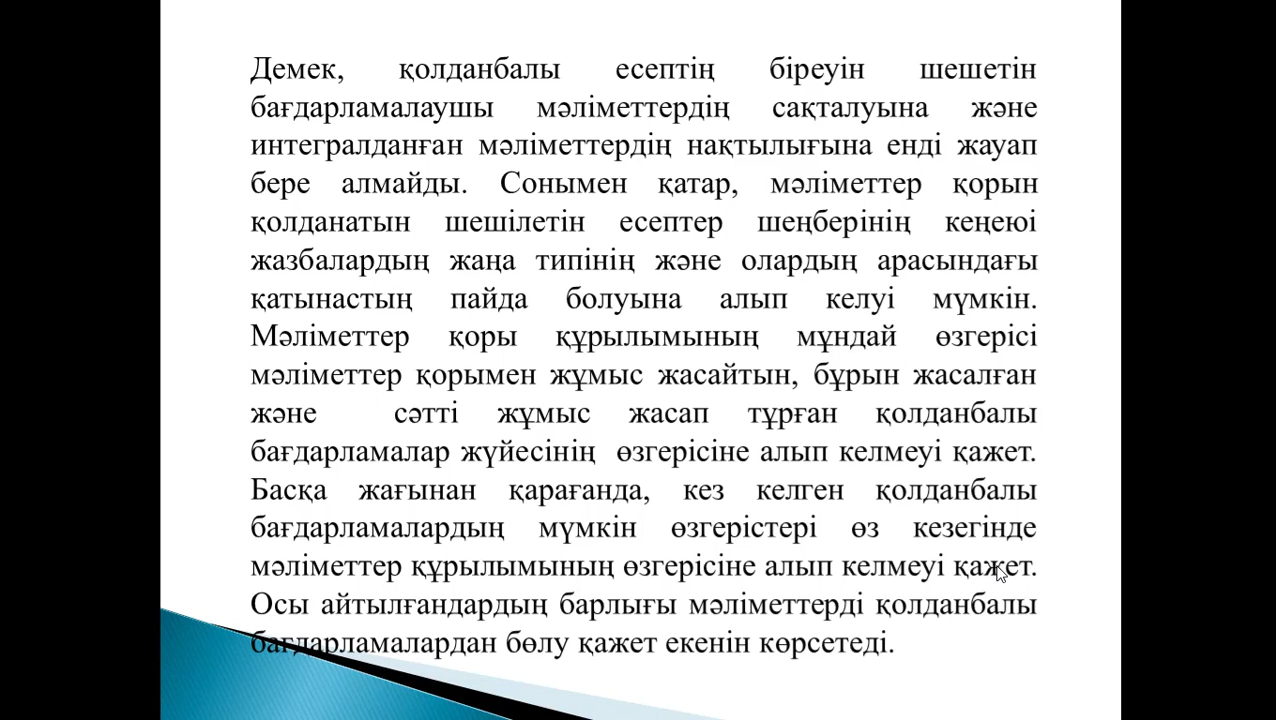 Демек, қолданбалы есептің біреуін шешетін
бағдарламалаушы мәліметтердің сақталуына және
интегралданған мәліметтердің нақтылығына енді жауап
бере алмайды. Сонымен қатар, мәліметтер қорын
қолданатын шешілетін есептер шеңберінің кеңеюі
жазбалардың жаңа типінің және олардың арасындағы
қатынастың пайда болуына алып келуі мүмкін.
Мәліметтер қоры құрылымының мұндай өзгерісі
мәліметтер қорымен жұмыс жасайтын, бұрын жасалған
және сәтті жұмыс жасап тұрған қолданбалы
бағдарламалар жүйесінің өзгерісіне алып келмеуі қажет.
Басқа жағынан қарағанда, кез келген қолданбалы
бағдарламалардың мүмкін өзгерістері өз кезегінде
мәліметтер құрылымының өзгерісіне алып келмеуі қажет.
Осы айтылғандардың барлығы мәліметтерді қолданбалы
бағдарламалардан бөлу қажет екенін көрсетеді.